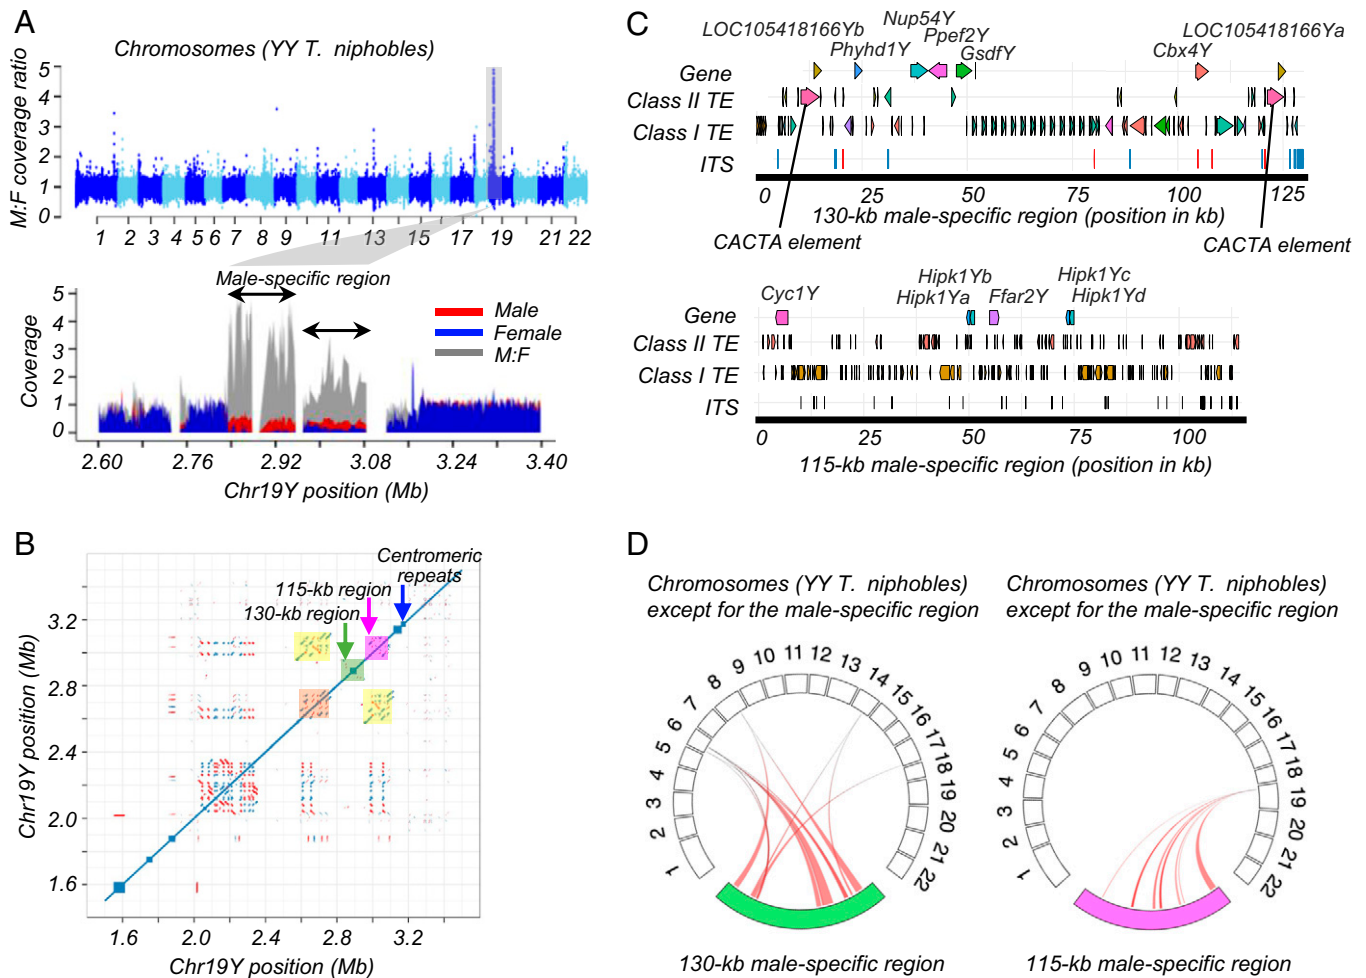 A
Chromosomes (YY T. niphobles)
M:F coverage ratio
5
4
3
2
1
0
1 2 3 4 5 6 7 8 9 11 13 15 17 19 21 22
Male-specific region
Coverage
5
4
3
2
1
0
Male
Female
M:F
2.60 2.76 2.92 3.08 3.24 3.40
Chr19Y position (Mb)
B
Centromeric
repeats
115-kb region
130-kb region
Chr19Y position (Mb)
3.2
2.8
2.4
2.0
1.6
1.6 2.0 2.4 2.8 3.2
Chr19Y position (Mb)
C
LOC105418166Yb
Phyhd1Y
Nup54Y
Ppef2Y
GsdfY
Cbx4Y
LOC105418166Ya
Gene
Class II TE
Class I TE
ITS
0 25 50 75 100 125
130-kb male-specific region (position in kb)
CACTA element
CACTA element
Cyc1Y
Hipk1Yb
Hipk1Ya
Ffar2Y
Hipk1Yc
Hipk1Yd
Gene
Class II TE
Class I TE
ITS
0 25 50 75 100
115-kb male-specific region (position in kb)
D
Chromosomes (YY T. niphobles)
except for the male-specific region
1 2 3 4 5 6 7 8 9 10 11 12 13 14 15 16 17 18 19 20 21 22
130-kb male-specific region
Chromosomes (YY T. niphobles)
except for the male-specific region
1 2 3 4 5 6 7 8 9 10 11 12 13 14 15 16 17 18 19 20 21 22
115-kb male-specific region